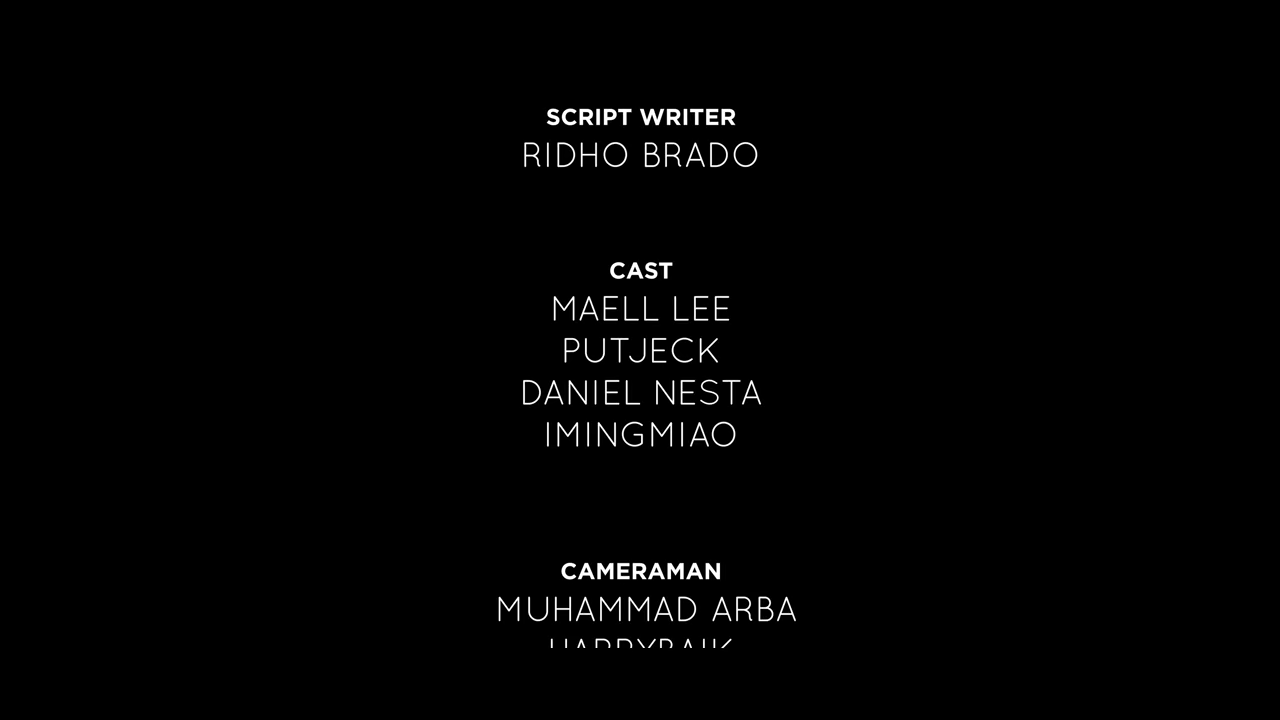 SCRIPT WRITER
RIDHO BRADO
CAST
MAELL LEE
PUTJECK
DANIEL NESTA
IMINGMIAO
CAMERAMAN
MUHAMMAD ARBA